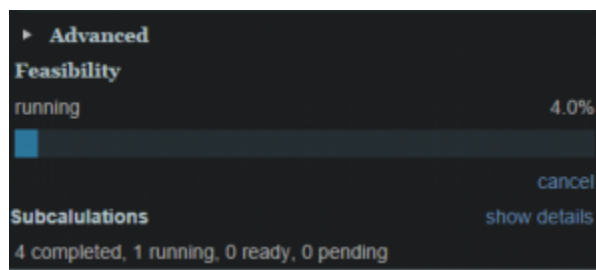 Advanced
Feasibility
running 4.0%
cancel
Subcalulations show details
4 completed, 1 running, 0 ready, 0 pending